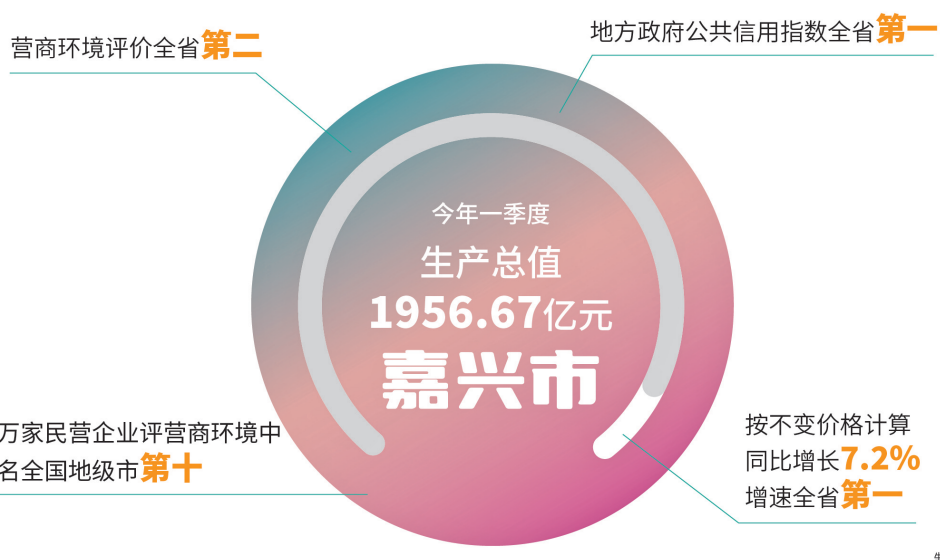 营商环境评价全省第二
地方政府公共信用指数全省第一
今年一季度
生产总值
1956.67亿元
嘉兴市
万家民营企业评营商环境中
名全国地级市第十
按不变价格计算
同比增长7.2%
增速全省第一